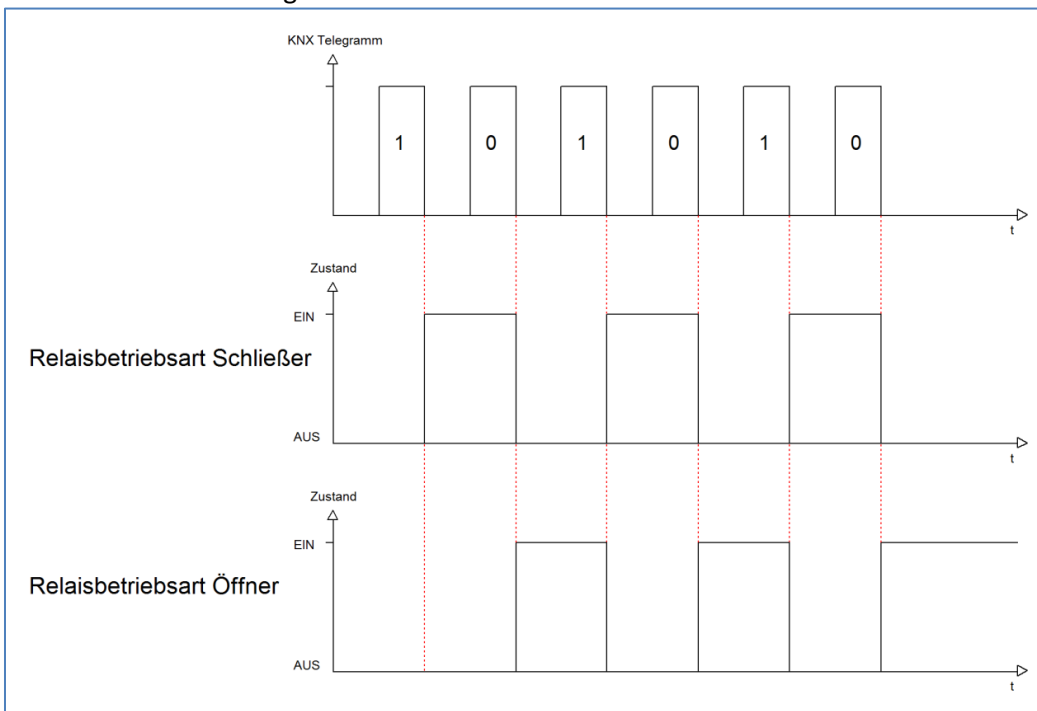 KNX Telegramm
1 0 1 0 1 0
t
Zustand
EIN
Relaisbetriebsart Schließer
AUS
t
Zustand
EIN
Relaisbetriebsart Öffner
AUS
t